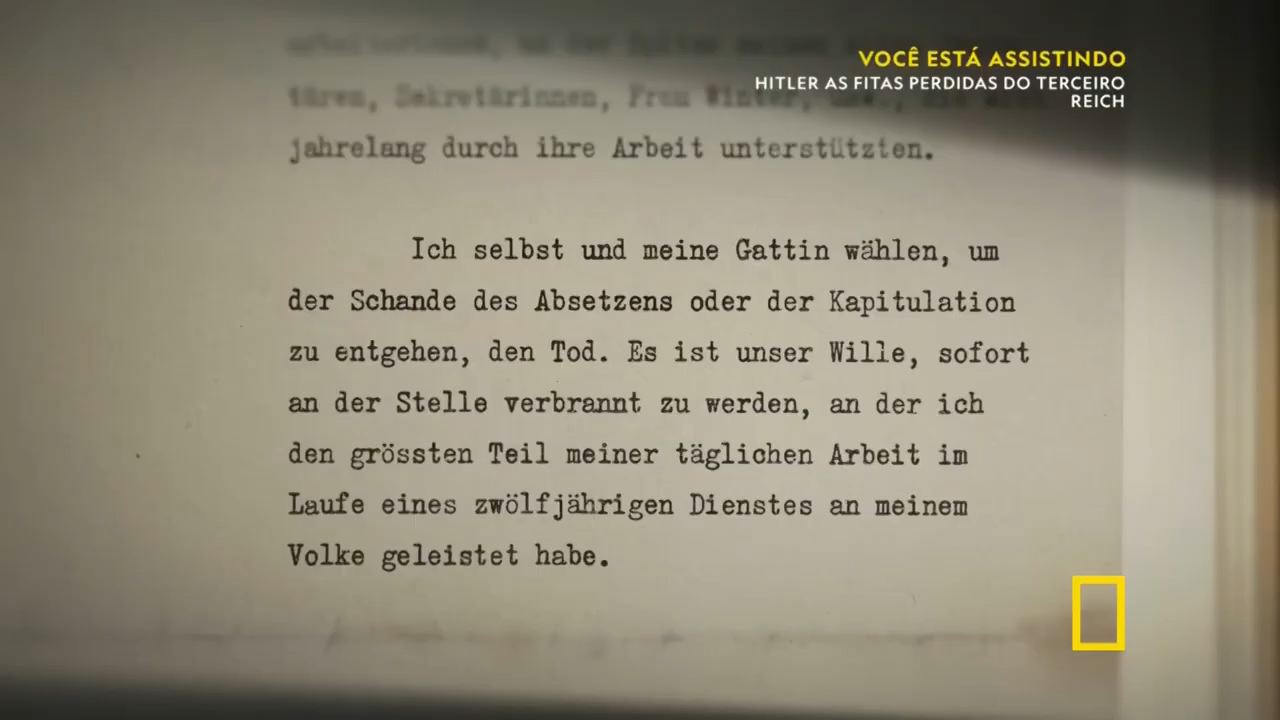 VOCÊ ESTÁ ASSISTINDO
HITLER AS FITAS PERDIDAS DO TERCEIRO
REICH
türen, Sekretärinnen, Frau Winter,
jahrelang durch ihre Arbeit unterstützten.
Ich selbst und meine Gattin wählen, um
der Schande des Absetzens oder der Kapitulation
zu entgehen, den Tod. Es ist unser Wille, sofort
an der Stelle verbrannt zu werden, an der ich
den grössten Teil meiner täglichen Arbeit im
Laufe eines zwölfjährigen Dienstes an meinem
Volke geleistet habe.